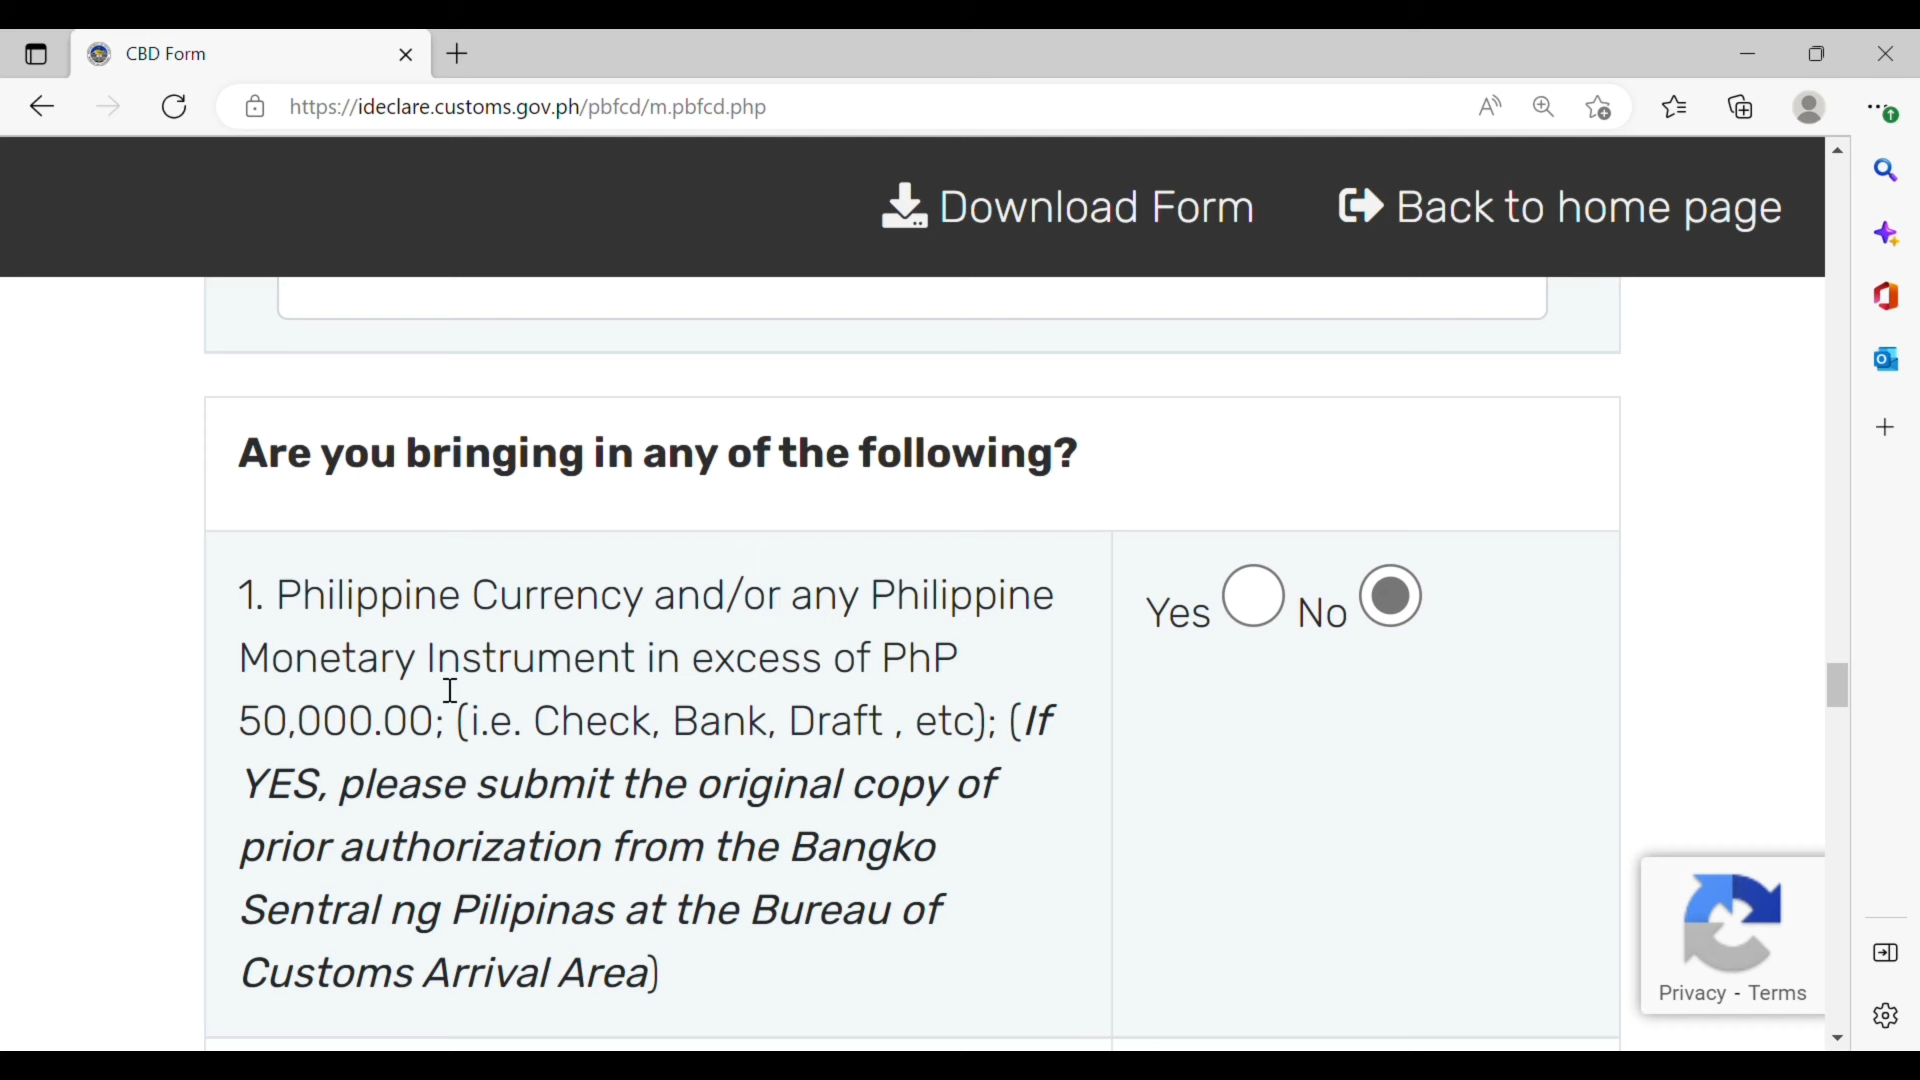 CBD Form
https://ideclare.customs.gov.ph/pbfcd/m.pbfcd.php
Download Form
Back to home page
Are you bringing in any of the following?
1. Philippine Currency and/or any Philippine
Monetary Instrument in excess of PhP
50,000.00; (i.e. Check, Bank, Draft , etc); (If
YES, please submit the original copy of
prior authorization from the Bangko
Sentral ng Pilipinas at the Bureau of
Customs Arrival Area)
Yes No
Privacy - Terms